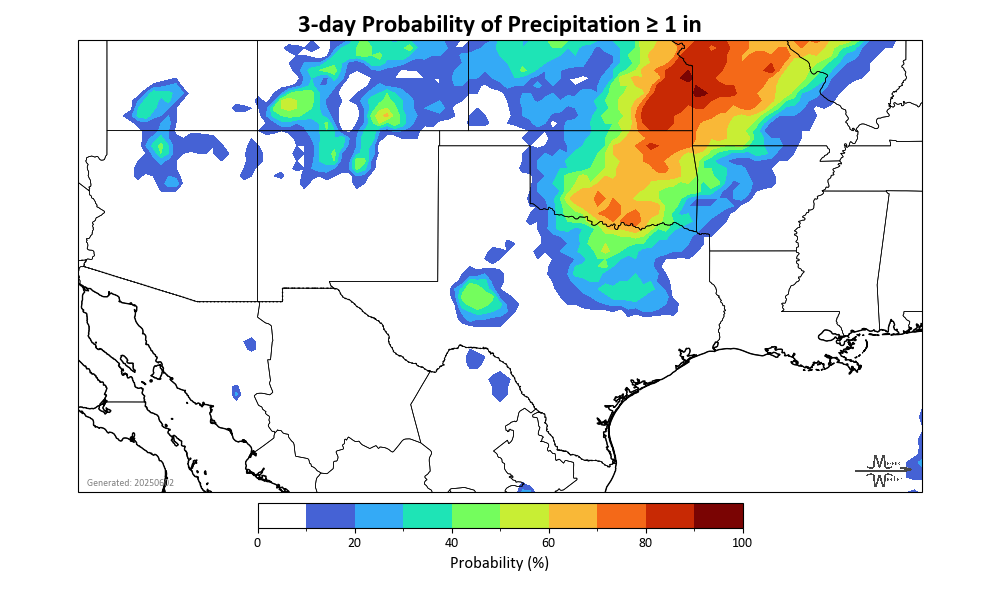 3-day Probability of Precipitation ≥ 1 in
Generated: 20250602
0 20 40 60 80 100
Probability (%)